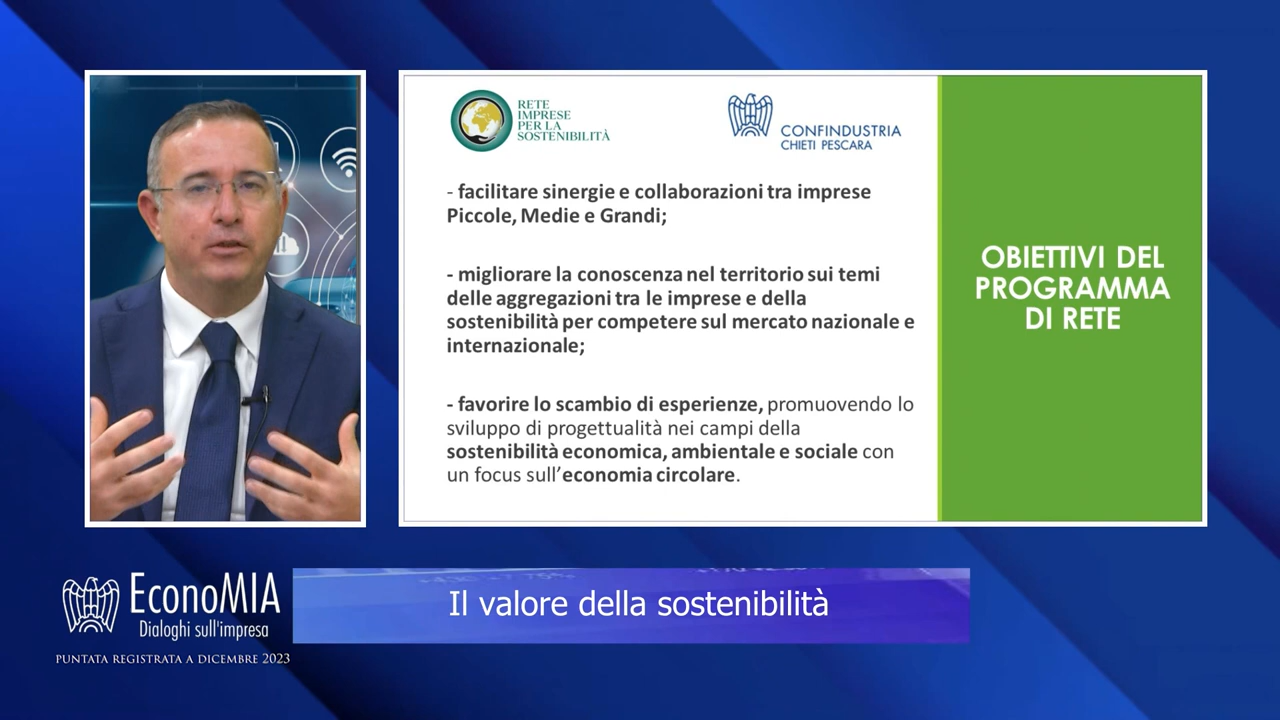 RETE
IMPRESE
PER LA
SOSTENIBILITÀ
CONFINDUSTRIA
CHIETI PESCARA
- facilitare sinergie e collaborazioni tra imprese
Piccole, Medie e Grandi;
- migliorare la conoscenza nel territorio sui temi
delle aggregazioni tra le imprese e della
sostenibilità per competere sul mercato nazionale e
internazionale;
- favorire lo scambio di esperienze, promuovendo lo
sviluppo di progettualità nei campi della
sostenibilità economica, ambientale e sociale con
un focus sull'economia circolare.
OBIETTIVI DEL
PROGRAMMA
DI RETE
EconoMIA
Dialoghi sull'impresa
PUNTATA REGISTRATA A DICEMBRE 2023
Il valore della sostenibilità